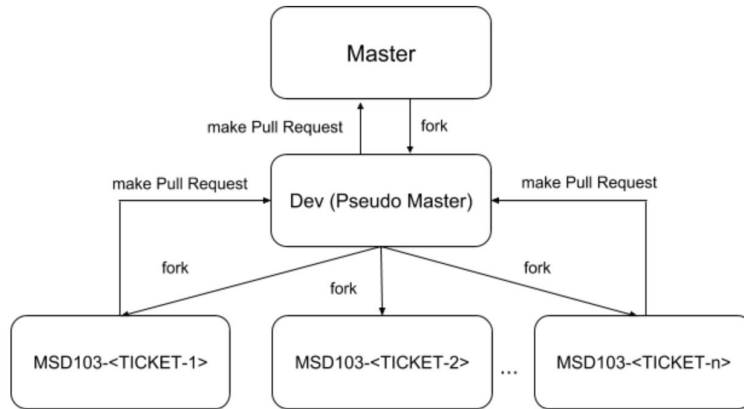 Master
make Pull Request
fork
make Pull Request
Dev (Pseudo Master)
make Pull Request
fork
fork
fork
MSD103-<TICKET-1>
MSD103-<TICKET-2>
...
MSD103-<TICKET-n>